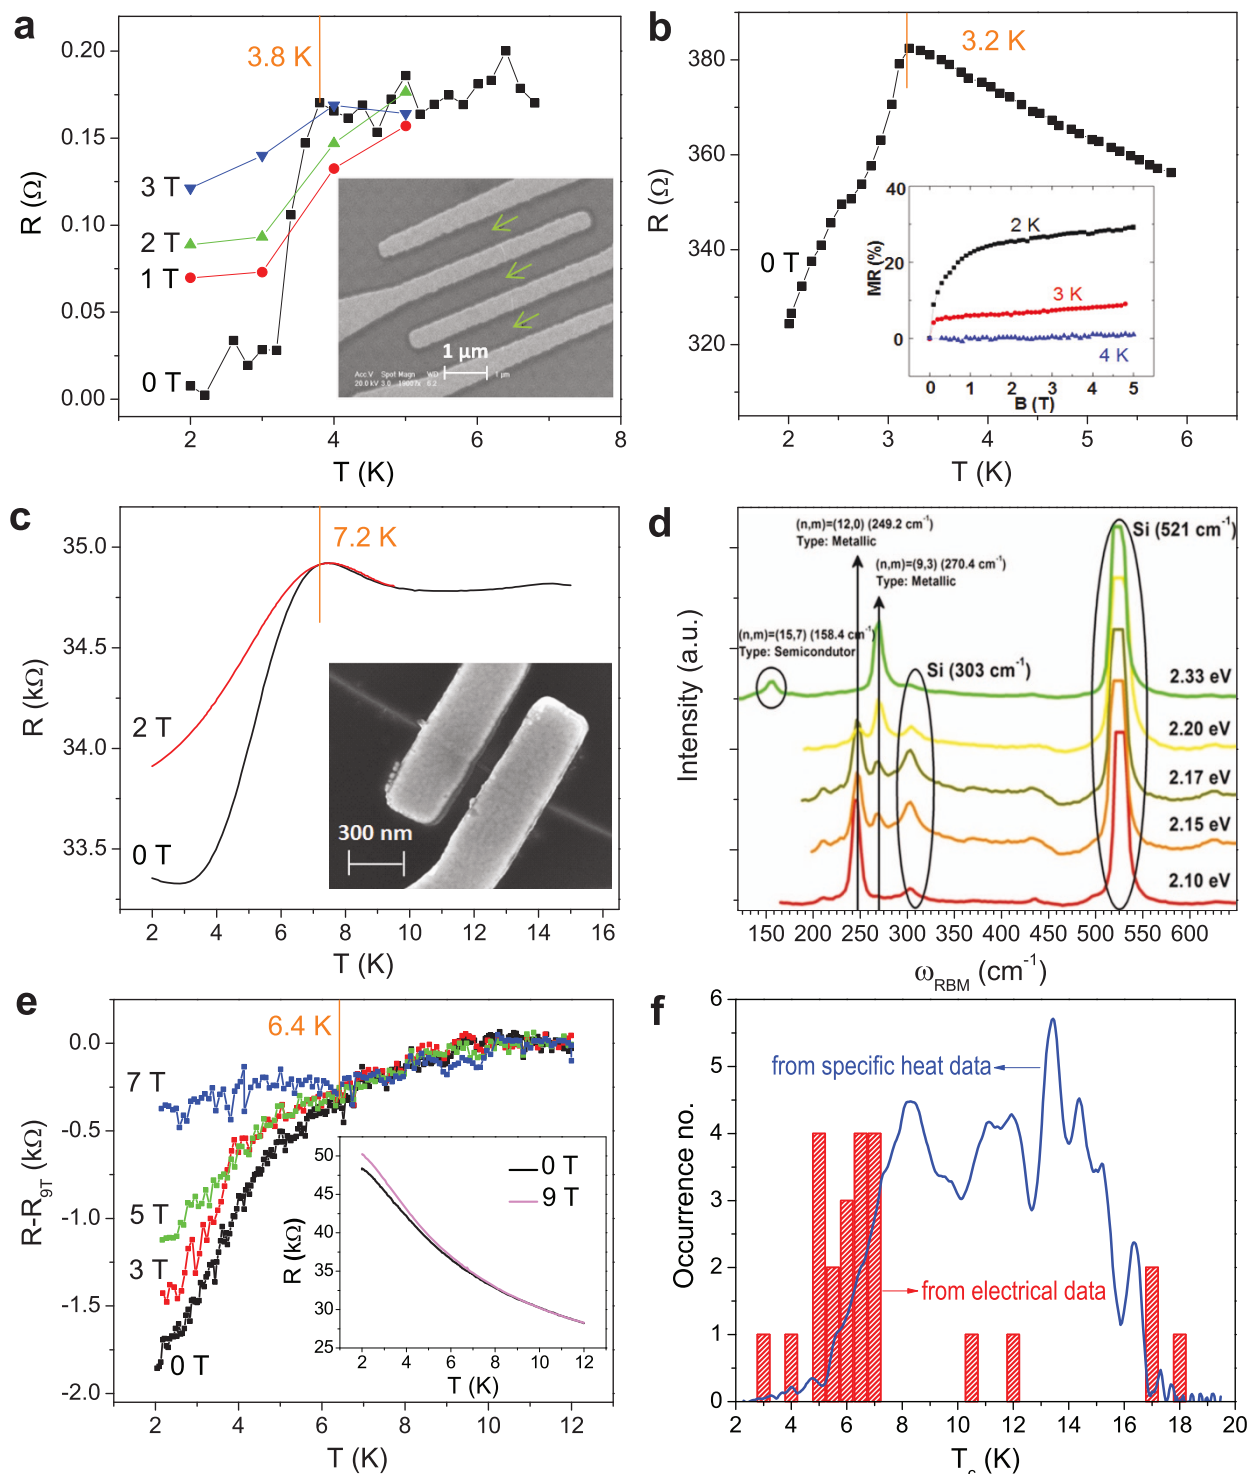 a
3.8 K
0.20
0.15
0.10
0.05
0.00
R (Ω)
3 T
2 T
1 T
0 T
1 µm
Acc.V Spot Magn WD
1 µm
2 4 6 8
T (K)
b
3.2 K
380
360
340
320
R (Ω)
0 T
40
20
0
MR (%)
2 K
3 K
4 K
0 1 2 3 4 5
B (T)
2 3 4 5 6
T (K)
c
7.2 K
35.0
34.5
34.0
33.5
R (kΩ)
2 T
0 T
300 nm
2 4 6 8 10 12 14 16
T (K)
d
(n,m)=(12,0) (249.2 cm⁻¹)
Type: Metallic
(n,m)=(9,3) (270.4 cm⁻¹)
Type: Metallic
(n,m)=(15,7) (158.4 cm⁻¹)
Type: Semicondutor
Si (303 cm⁻¹)
Si (521 cm⁻¹)
2.33 eV
2.20 eV
2.17 eV
2.15 eV
2.10 eV
Intensity (a.u.)
150 200 250 300 350 400 450 500 550 600
ωRBM (cm⁻¹)
e
6.4 K
0.0
-0.5
-1.0
-1.5
-2.0
R-R9T (kΩ)
7 T
5 T
3 T
0 T
50
45
40
35
30
25
R (kΩ)
0 T
9 T
2 4 6 8 10 12
T (K)
2 4 6 8 10 12
T (K)
f
6
5
4
3
2
1
0
Occurrence no.
from specific heat data
from electrical data
2 4 6 8 10 12 14 16 18 20
Tc (K)